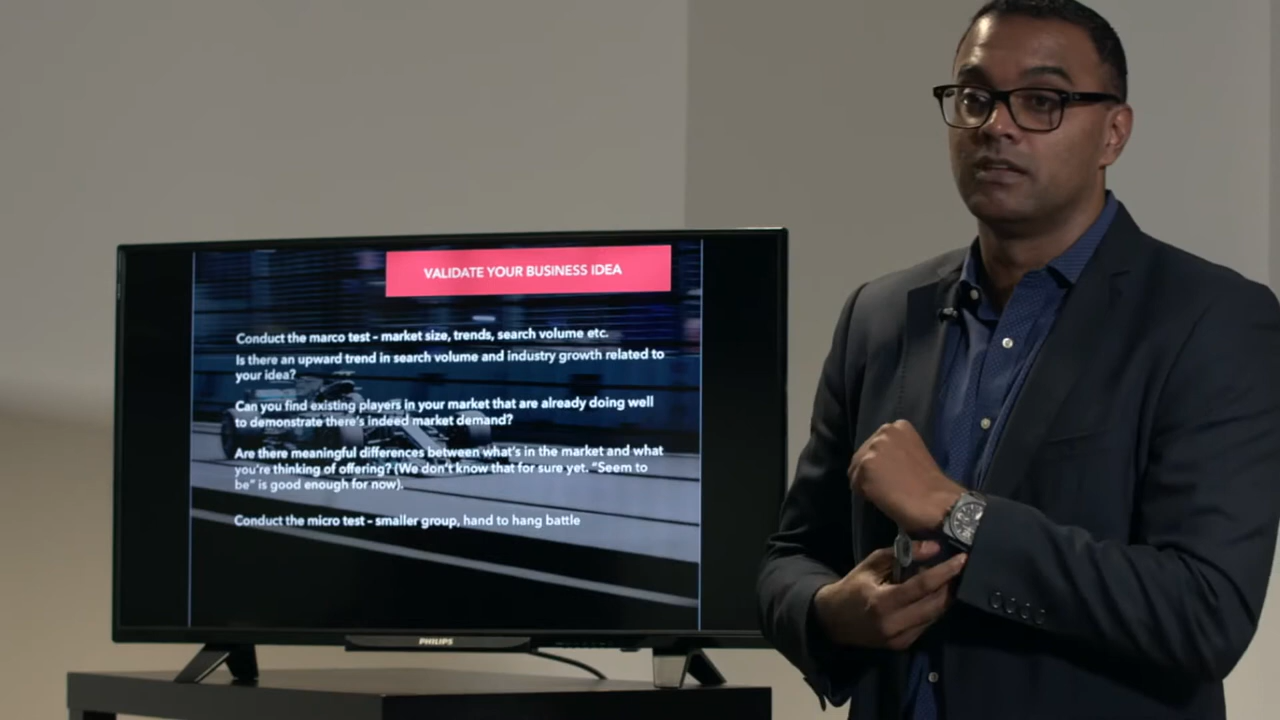 VALIDATE YOUR BUSINESS IDEA
Conduct the marco test - market size, trends, search volume etc.
Is there an upward trend in search volume and industry growth related to
your idea?
Can you find existing players in your market that are already doing well
to demonstrate there's indeed market demand?
Are there meaningful differences between what's in the market and what
you're thinking of offering? (We don't know that for sure yet. "Seem to
be" is good enough for now).
Conduct the micro test - smaller group, hand to hang battle
PHILIPS